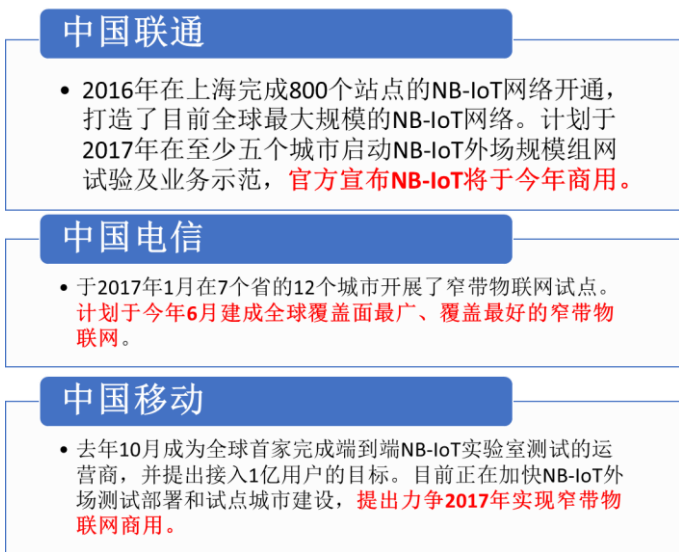 中国联通
• 2016年在上海完成800个站点的NB-IoT网络开通，
打造了目前全球最大规模的NB-IoT网络。计划于
2017年在至少五个城市启动NB-IoT外场规模组网
试验及业务示范，官方宣布NB-IoT将于今年商用。
中国电信
• 于2017年1月在7个省的12个城市开展了窄带物联网试点。
计划于今年6月建成全球覆盖面最广、覆盖最好的窄带物
联网。
中国移动
• 去年10月成为全球首家完成端到端NB-IoT实验室测试的运
营商，并提出接入1亿用户的目标。目前正在加快NB-IoT外
场测试部署和试点城市建设，提出力争2017年实现窄带物
联网商用。